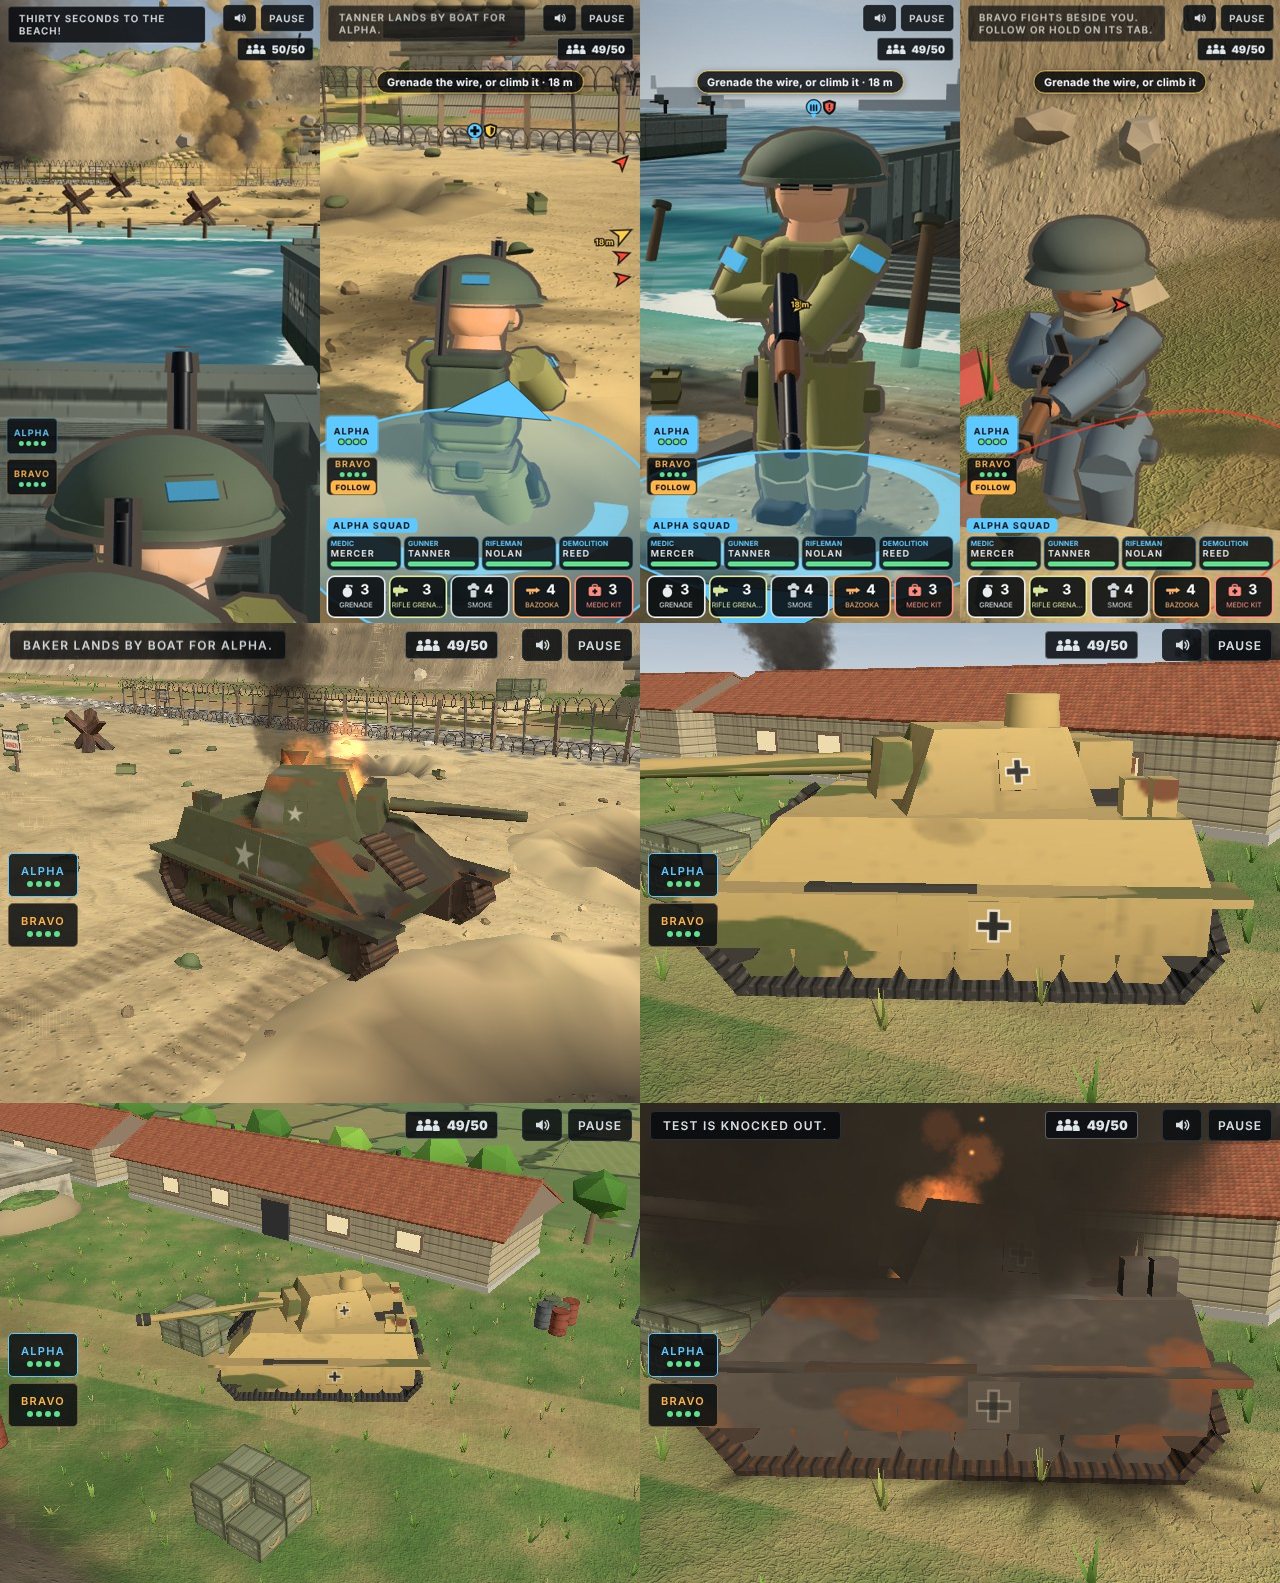 THIRTY SECONDS TO THE
BEACH!
PAUSE
50/50
ALPHA
BRAVO
TANNER LANDS BY BOAT FOR
ALPHA.
PAUSE
49/50
Grenade the wire, or climb it · 18 m
18 m
ALPHA
BRAVO
FOLLOW
ALPHA SQUAD
MEDIC
MERCER
GUNNER
TANNER
RIFLEMAN
NOLAN
DEMOLITION
REED
3
GRENADE
3
RIFLE GRENA...
4
SMOKE
4
BAZOOKA
3
MEDIC KIT
PAUSE
49/50
Grenade the wire, or climb it · 18 m
18 m
ALPHA
BRAVO
FOLLOW
ALPHA SQUAD
MEDIC
MERCER
GUNNER
TANNER
RIFLEMAN
NOLAN
DEMOLITION
REED
3
GRENADE
3
RIFLE GRENA...
4
SMOKE
4
BAZOOKA
3
MEDIC KIT
BRAVO FIGHTS BESIDE YOU.
FOLLOW OR HOLD ON ITS TAB.
PAUSE
49/50
Grenade the wire, or climb it
ALPHA
BRAVO
FOLLOW
ALPHA SQUAD
MEDIC
MERCER
GUNNER
TANNER
RIFLEMAN
NOLAN
DEMOLITION
REED
3
GRENADE
3
RIFLE GRENA...
4
SMOKE
4
BAZOOKA
3
MEDIC KIT
BAKER LANDS BY BOAT FOR ALPHA.
49/50
PAUSE
ALPHA
BRAVO
49/50
PAUSE
ALPHA
BRAVO
49/50
PAUSE
ALPHA
BRAVO
TEST IS KNOCKED OUT.
49/50
PAUSE
ALPHA
BRAVO